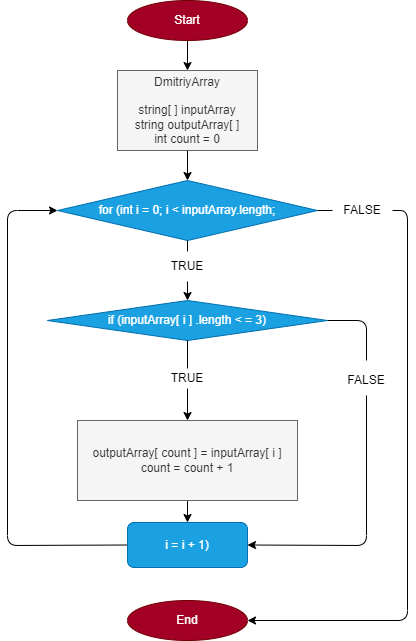 Start
DmitriyArray
string[ ] inputArray
string outputArray[ ]
int count = 0
for (int i = 0; i < inputArray.length;
FALSE
TRUE
if (inputArray[ i ] .length < = 3)
TRUE
FALSE
outputArray[ count ] = inputArray[ i ]
count = count + 1
i = i + 1)
End